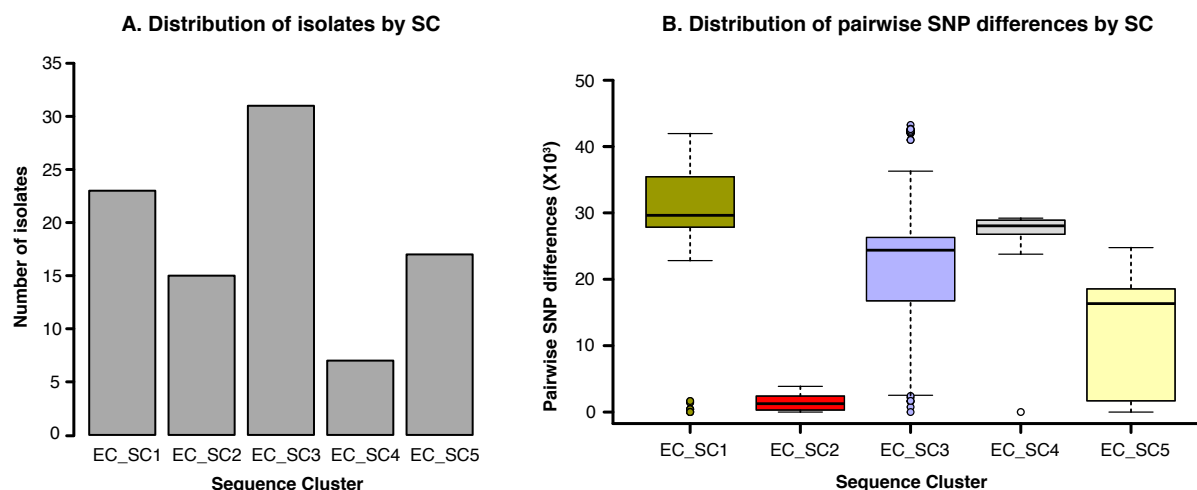 A. Distribution of isolates by SC
Number of isolates
35
30
25
20
15
10
5
0
EC_SC1 EC_SC2 EC_SC3 EC_SC4 EC_SC5
Sequence Cluster
B. Distribution of pairwise SNP differences by SC
Pairwise SNP differences (X10³)
50
40
30
20
10
0
EC_SC1 EC_SC2 EC_SC3 EC_SC4 EC_SC5
Sequence Cluster